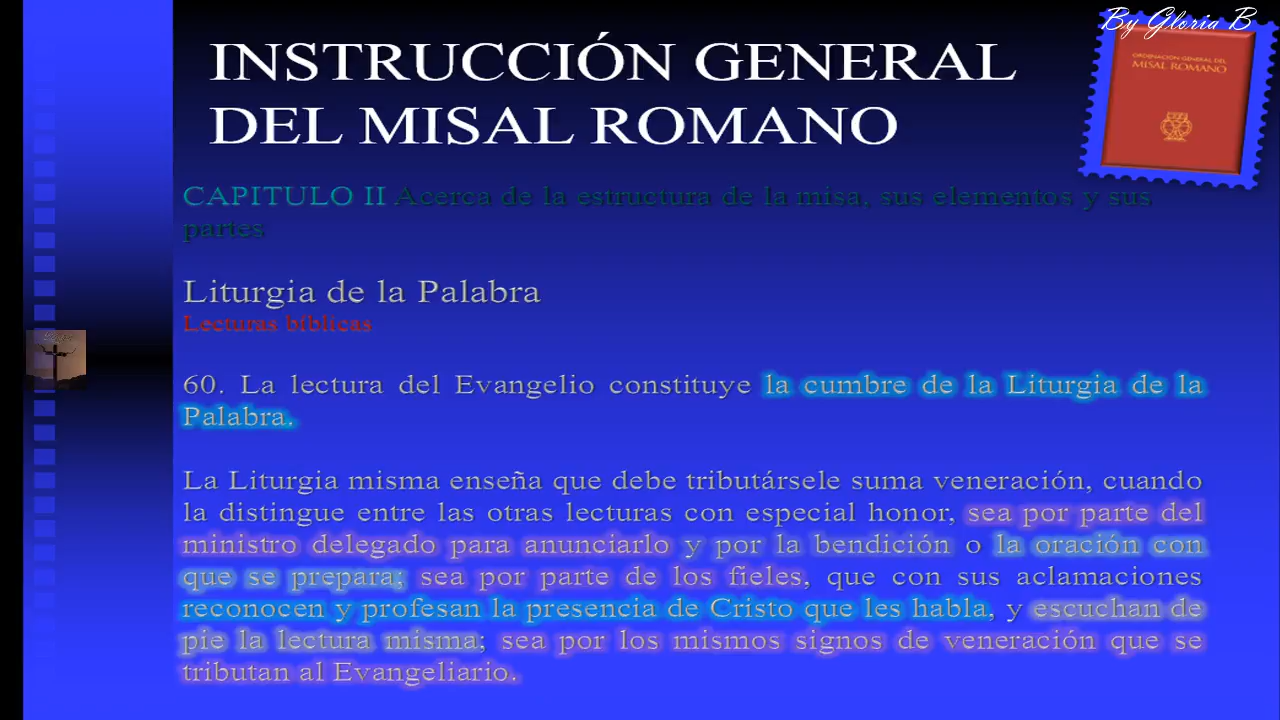 By Gloria B
INSTRUCCIÓN GENERAL
DEL MISAL ROMANO
ORDENACIÓN GENERAL DEL
MISAL ROMANO
CAPITULO II Acerca de la estructura de la misa, sus elementos y sus
partes
Liturgia de la Palabra
Lecturas bíblicas
60. La lectura del Evangelio constituye la cumbre de la Liturgia de la
Palabra.
La Liturgia misma enseña que debe tributársele suma veneración, cuando
la distingue entre las otras lecturas con especial honor, sea por parte del
ministro delegado para anunciarlo y por la bendición o la oración con
que se prepara; sea por parte de los fieles, que con sus aclamaciones
reconocen y profesan la presencia de Cristo que les habla, y escuchan de
pie la lectura misma; sea por los mismos signos de veneración que se
tributan al Evangeliario.